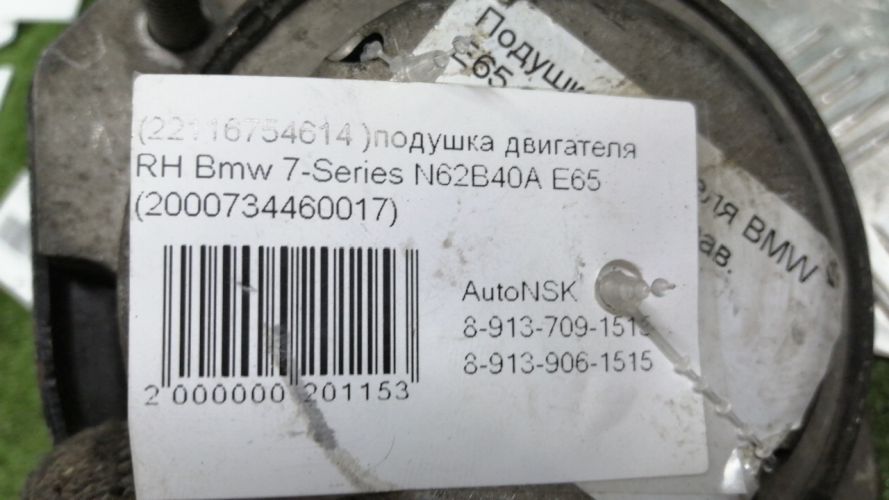 Подушк
E65
(22116754614 )подушка двигателя
RH Bmw 7-Series N62B40A E65
(2000734460017)
ля BMW
ав.
AutoNSK
8-913-709-1515
8-913-906-1515
2 000000 201153